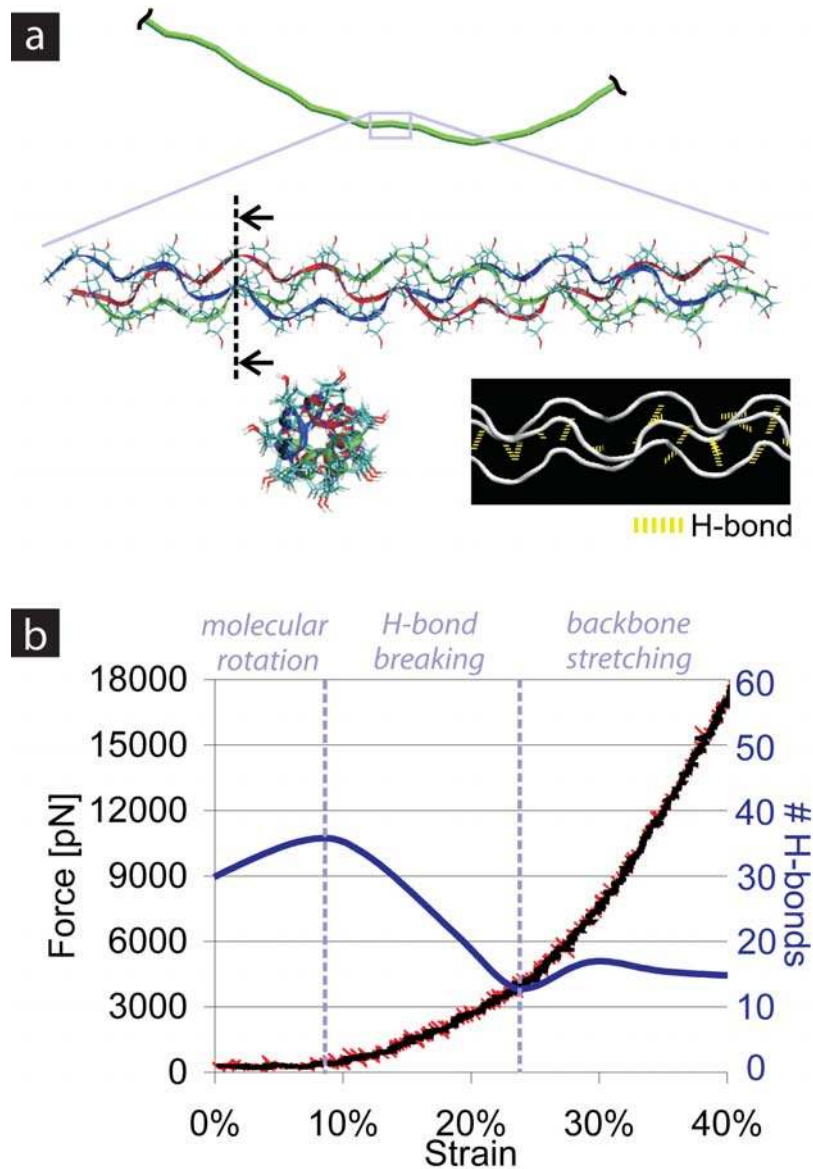 a
H-bond
b
molecular
rotation
H-bond
breaking
backbone
stretching
18000
15000
12000
9000
6000
3000
0
Force [pN]
60
50
40
30
20
10
0
# H-bonds
0%
10%
20%
30%
40%
Strain